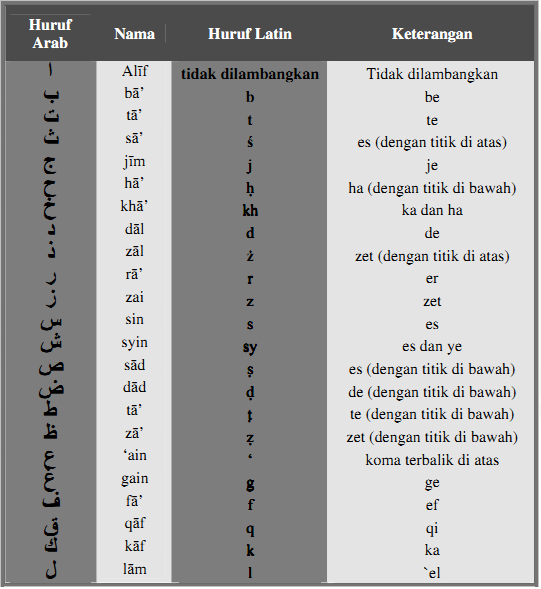 Huruf
Arab Nama Huruf Latin Keterangan
ا Alīf tidak dilambangkan Tidak dilambangkan
ب bā’ b be
ت tā’ t te
ث sā’ ś es (dengan titik di atas)
ج jīm j je
ح hā’ ḥ ha (dengan titik di bawah)
خ khā’ kh ka dan ha
د dāl d de
ذ zāl ż zet (dengan titik di atas)
ر rā’ r er
ز zai z zet
س sin s es
ش syin sy es dan ye
ص sād ṣ es (dengan titik di bawah)
ض dād ḍ de (dengan titik di bawah)
ط tā’ ṭ te (dengan titik di bawah)
ظ zā’ ẓ zet (dengan titik di bawah)
ع ‘ain ‘ koma terbalik di atas
غ gain g ge
ف fā’ f ef
ق qāf q qi
ك kāf k ka
ل lām l `el